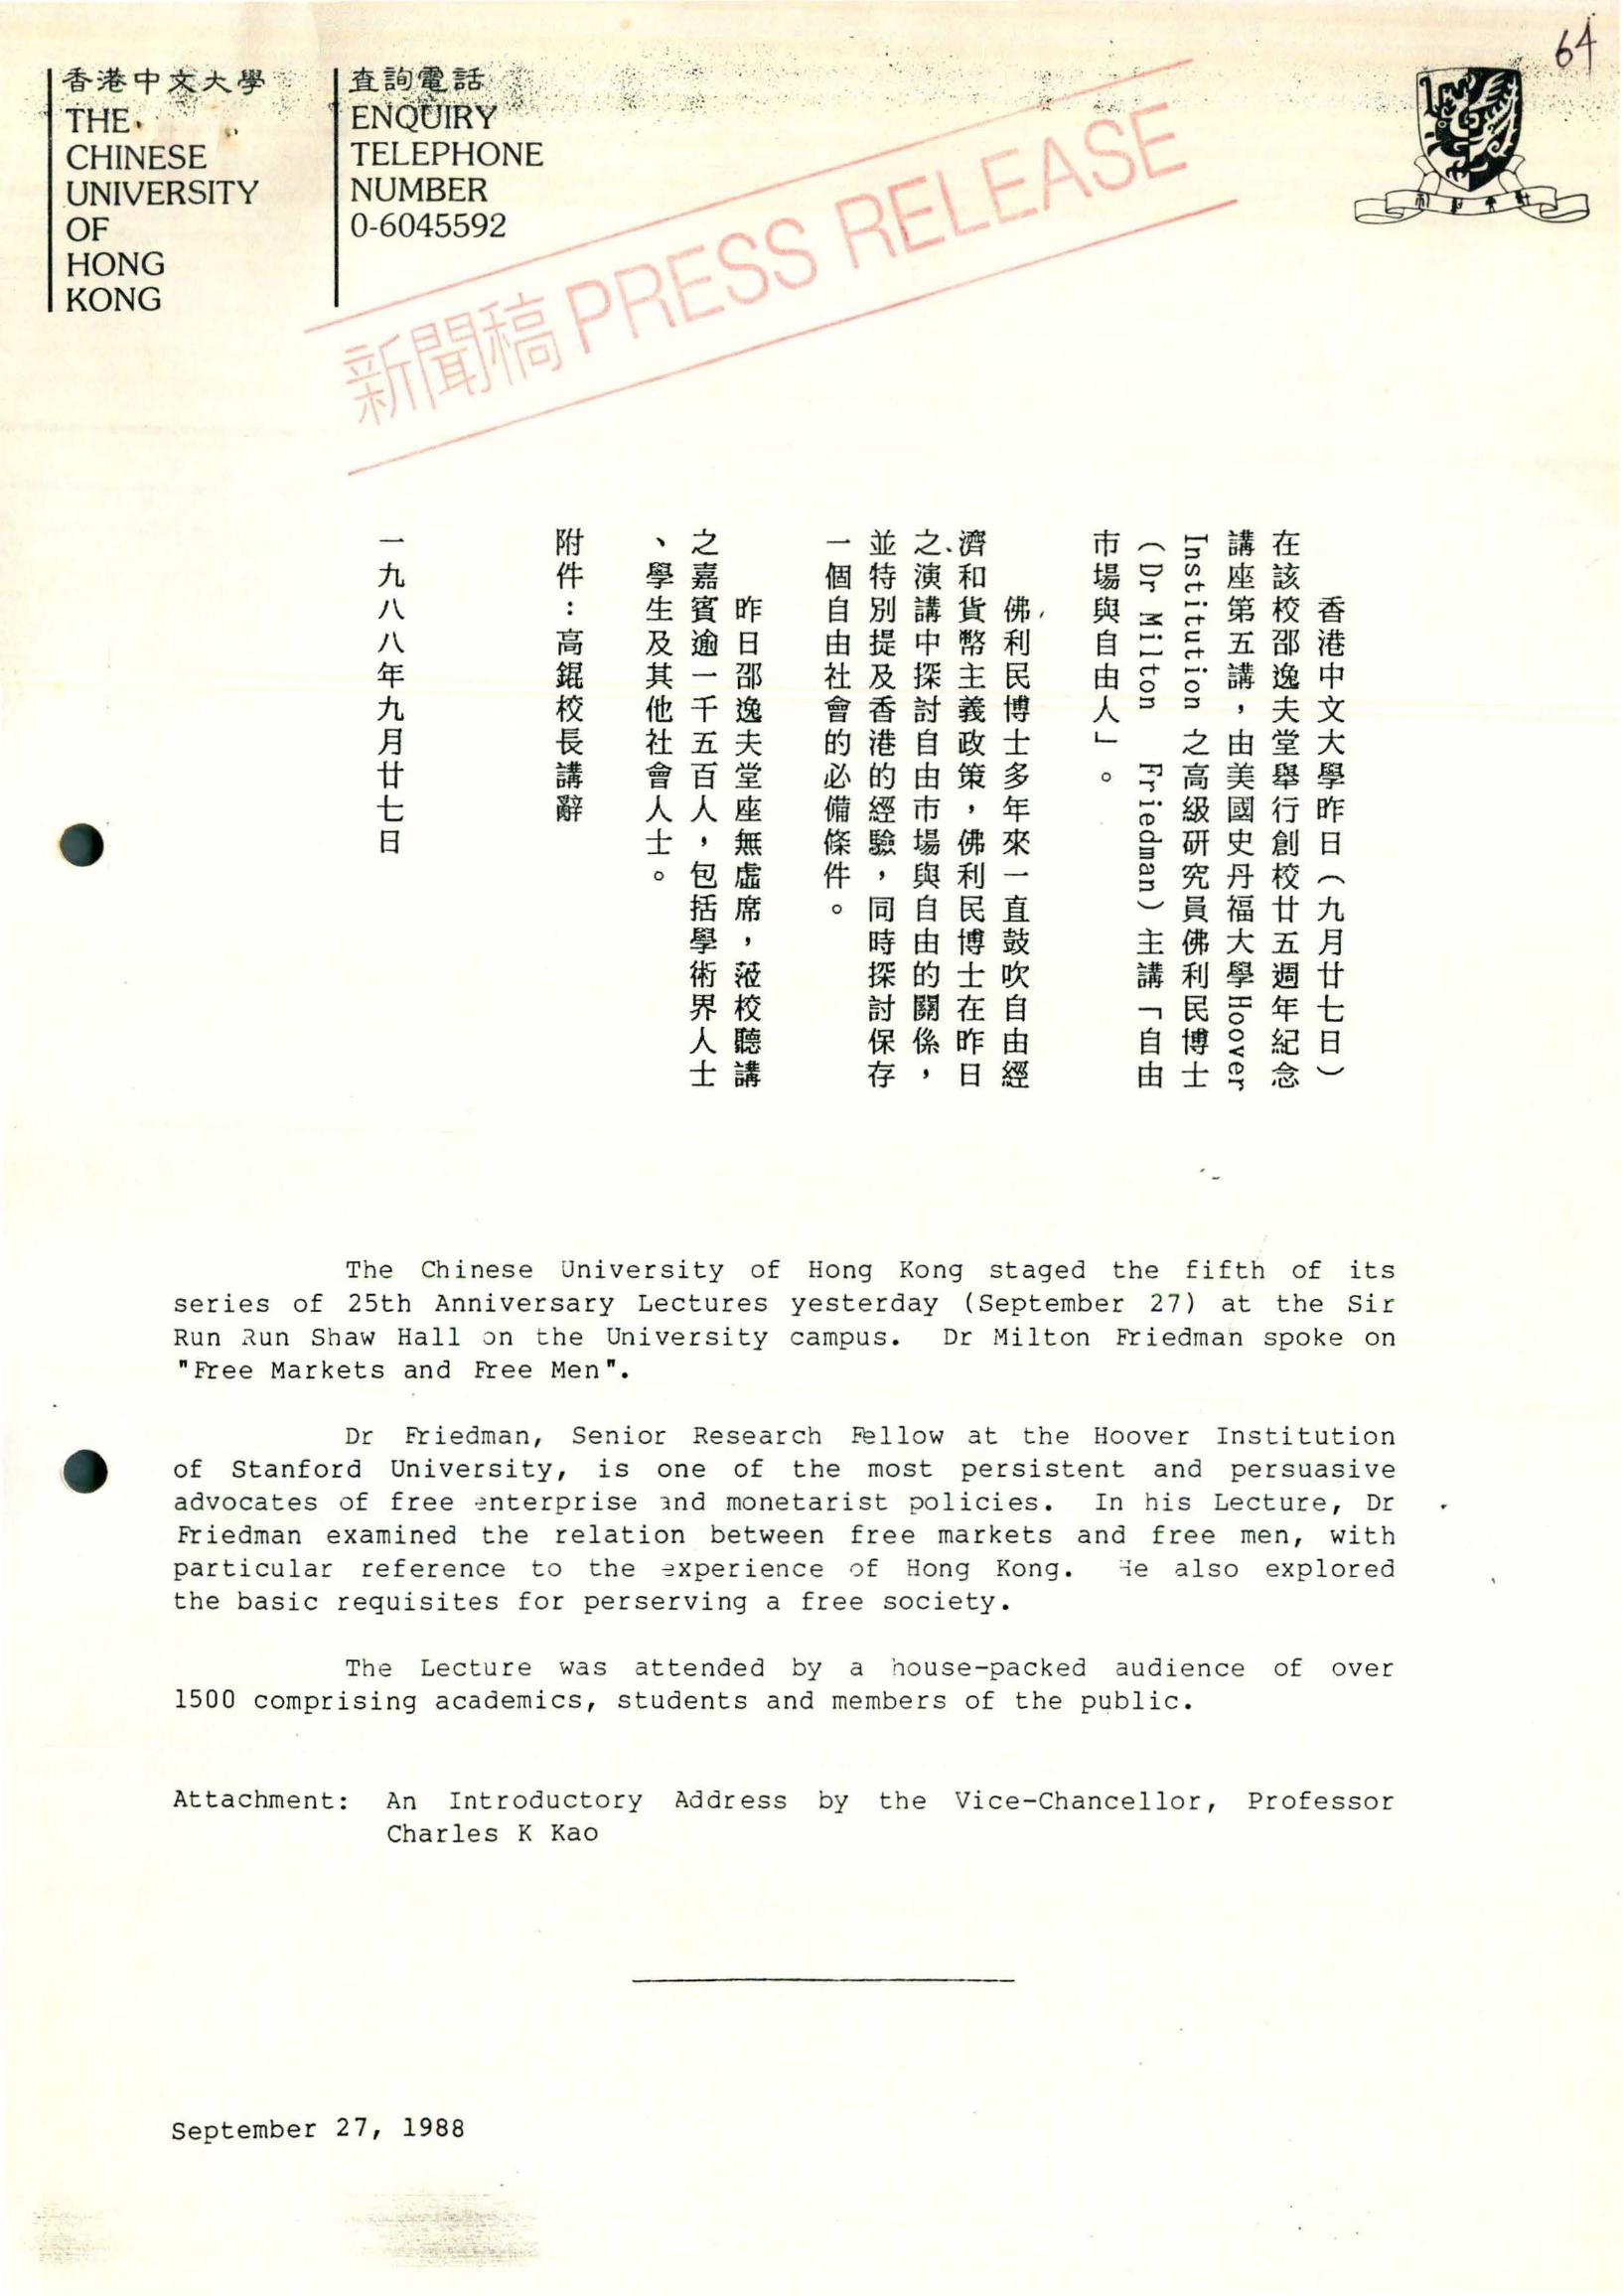 64
香港中文大學
THE
CHINESE
UNIVERSITY
OF
HONG
KONG
查詢電話
ENQUIRY
TELEPHONE
NUMBER
0-6045592
新聞稿 PRESS RELEASE
香港中文大學昨日（九月廿七日）
在該校邵逸夫堂舉行創校廿五週年紀念
講座第五講，由美國史丹福大學Hoover
Institution 之高級研究員佛利民博士
（Dr Milton Friedman）主講「自由
市場與自由人」。
佛利民博士多年來一直鼓吹自由經
濟和貨幣主義政策，佛利民博士在昨日
之演講中探討自由市場與自由的關係，
並特別提及香港的經驗，同時探討保存
一個自由社會的必備條件。
昨日邵逸夫堂座無虛席，蒞校聽講
之嘉賓逾一千五百人，包括學術界人士
、學生及其他社會人士。
附件：高錕校長講辭
一九八八年九月廿七日
The Chinese University of Hong Kong staged the fifth of its
series of 25th Anniversary Lectures yesterday (September 27) at the Sir
Run Run Shaw Hall on the University campus. Dr Milton Friedman spoke on
"Free Markets and Free Men".
Dr Friedman, Senior Research Fellow at the Hoover Institution
of Stanford University, is one of the most persistent and persuasive
advocates of free enterprise and monetarist policies. In his Lecture, Dr
Friedman examined the relation between free markets and free men, with
particular reference to the experience of Hong Kong. He also explored
the basic requisites for perserving a free society.
The Lecture was attended by a house-packed audience of over
1500 comprising academics, students and members of the public.
Attachment: An Introductory Address by the Vice-Chancellor, Professor
Charles K Kao
September 27, 1988